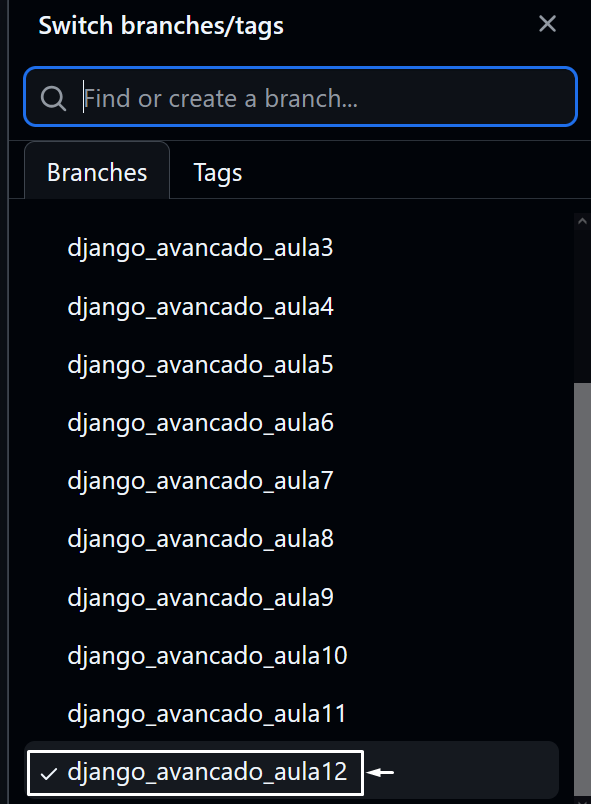 Switch branches/tags
Find or create a branch...
Branches
Tags
django_avancado_aula3
django_avancado_aula4
django_avancado_aula5
django_avancado_aula6
django_avancado_aula7
django_avancado_aula8
django_avancado_aula9
django_avancado_aula10
django_avancado_aula11
django_avancado_aula12